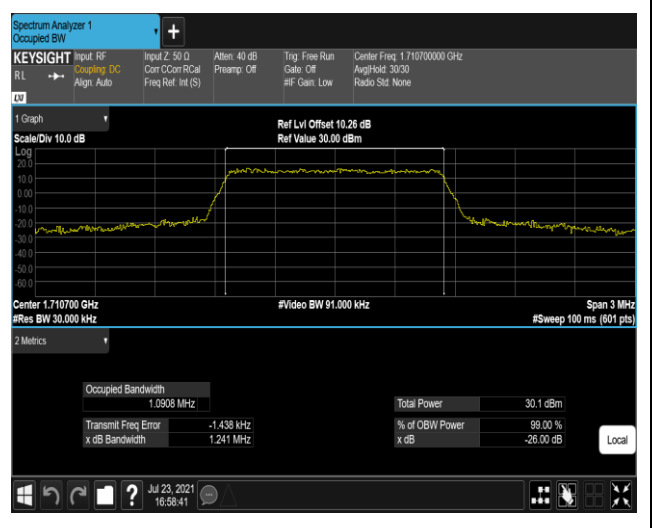 Spectrum Analyzer 1
Occupied BW
KEYSIGHT Input: RF Input Z: 50 Ω Atten: 40 dB Trig: Free Run Center Freq: 1.710700000 GHz
R L Coupling: DC Corr CCorr RCal Preamp: Off Gate: Off Avg|Hold: 30/30
Align: Auto Freq Ref: Int (S) #IF Gain: Low Radio Std: None
LXI
1 Graph
Ref Lvl Offset 10.26 dB
Scale/Div 10.0 dB Ref Value 30.00 dBm
Log
20.0
10.0
0.00
-10.0
-20.0
-30.0
-40.0
-50.0
-60.0
Center 1.710700 GHz #Video BW 91.000 kHz Span 3 MHz
#Res BW 30.000 kHz #Sweep 100 ms (601 pts)
2 Metrics
Occupied Bandwidth
1.0908 MHz Total Power 30.1 dBm
Transmit Freq Error -1.438 kHz % of OBW Power 99.00 %
x dB Bandwidth 1.241 MHz x dB -26.00 dB
Local
? Jul 23, 2021
16:58:41